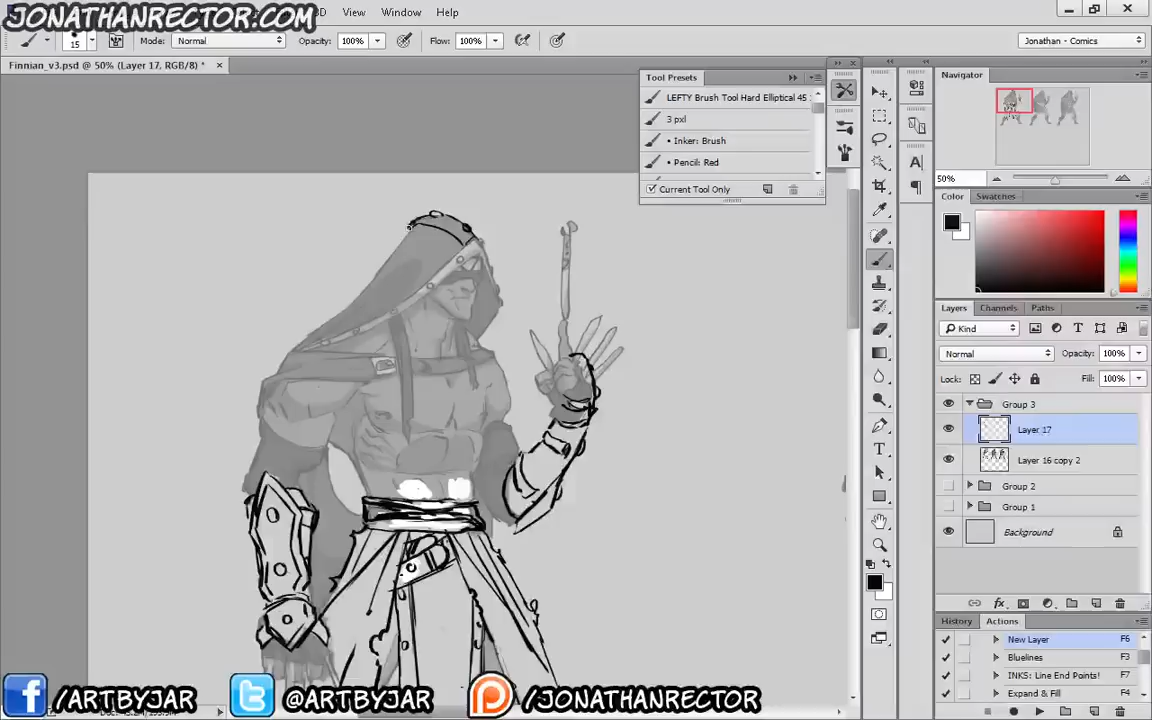 JONATHANRECTOR.COM
View
Window
Help
15
Mode: Normal
Opacity: 100%
Flow: 100%
Jonathan - Comics
Finnian_v3.psd @ 50% (Layer 17, RGB/8) *
Tool Presets
LEFTY Brush Tool Hard Elliptical 45
3 pxl
• Inker: Brush
• Pencil: Red
Current Tool Only
Navigator
50%
Color
Swatches
Layers
Channels
Paths
Kind
Normal
Opacity: 100%
Lock:
Fill: 100%
Group 3
Layer 17
Layer 16 copy 2
Group 2
Group 1
Background
History
Actions
New Layer F6
Bluelines F3
INKS: Line End Points! F7
Expand & Fill F4
/ARTBYJAR
@ARTBYJAR
/JONATHANRECTOR